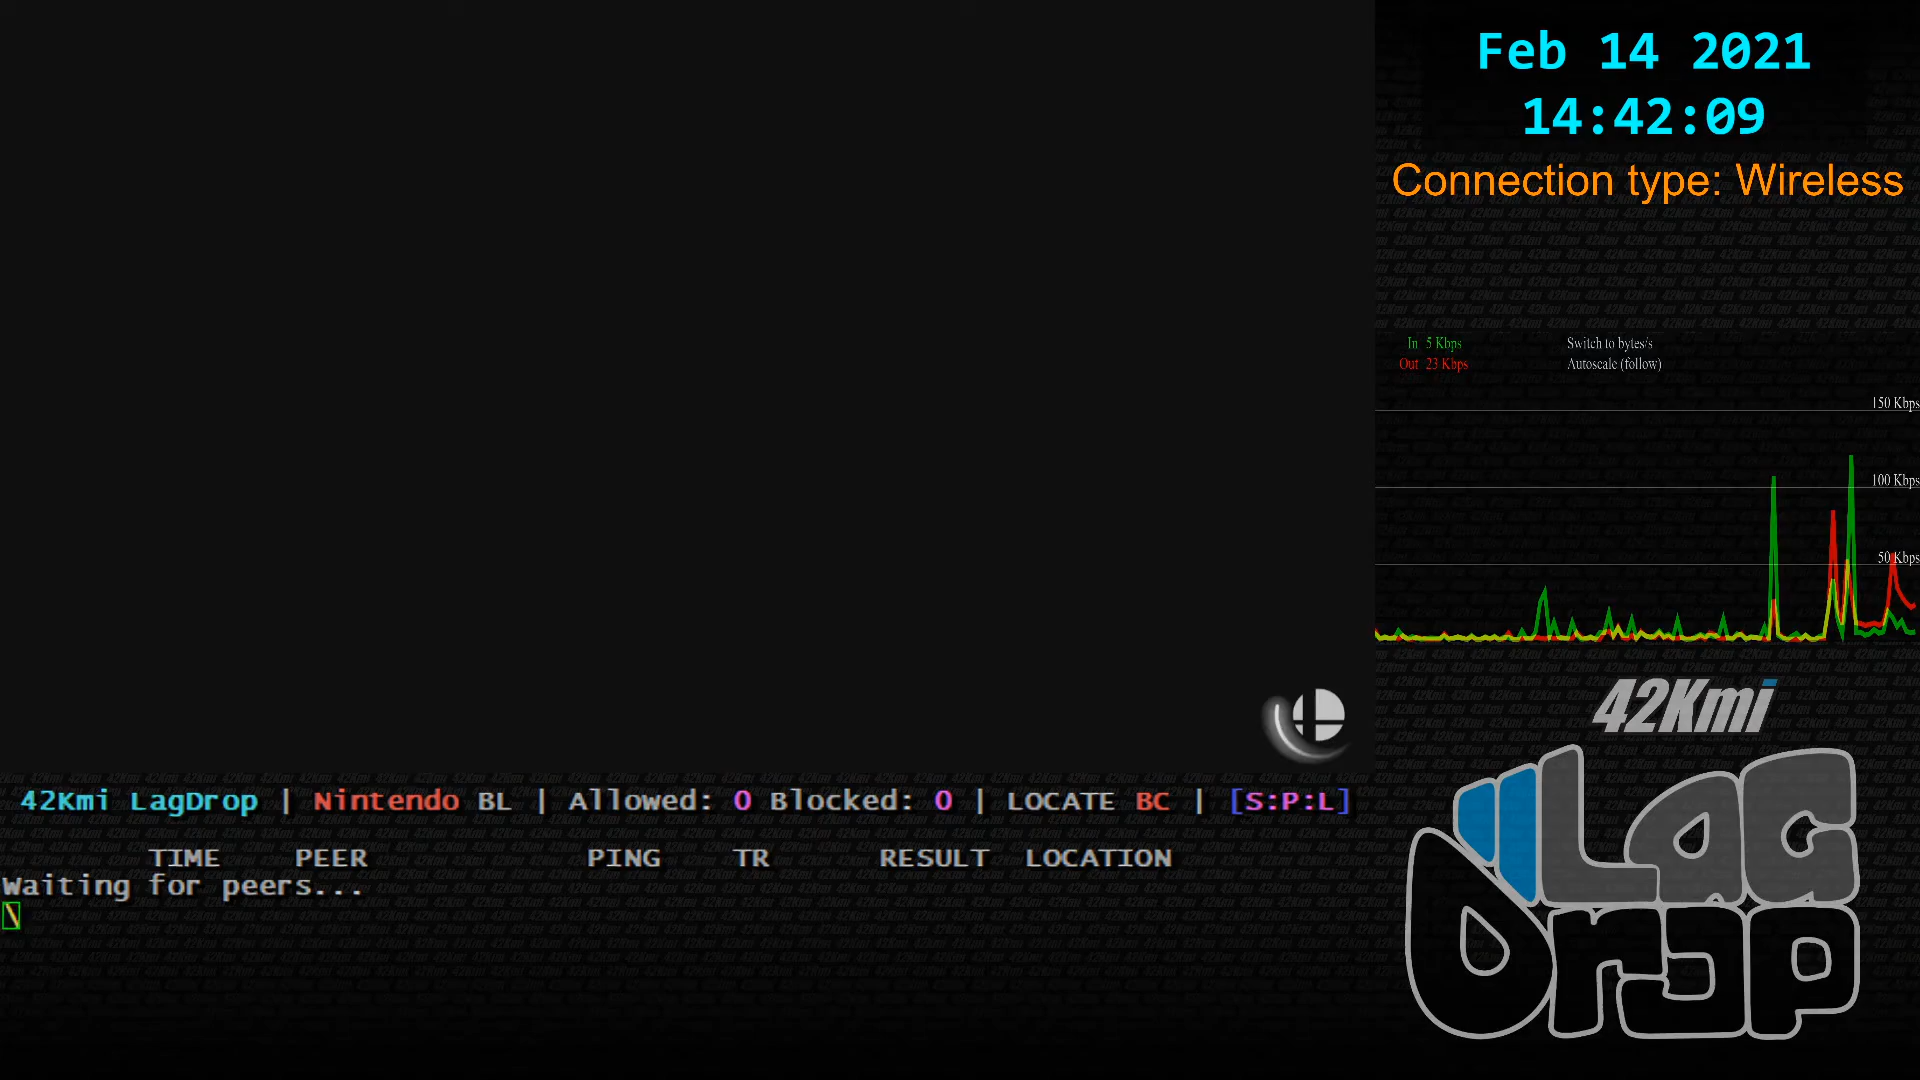 Feb 14 2021
14:42:09
Connection type: Wireless
In 5 Kbps
Switch to bytes/s
Out 23 Kbps
Autoscale (follow)
150 Kbps
100 Kbps
50 Kbps
42Kmi
LagDrop
42Kmi LagDrop | Nintendo BL | Allowed: 0 Blocked: 0 | LOCATE BC | [S:P:L]
TIME PEER PING TR RESULT LOCATION
Waiting for peers...
\